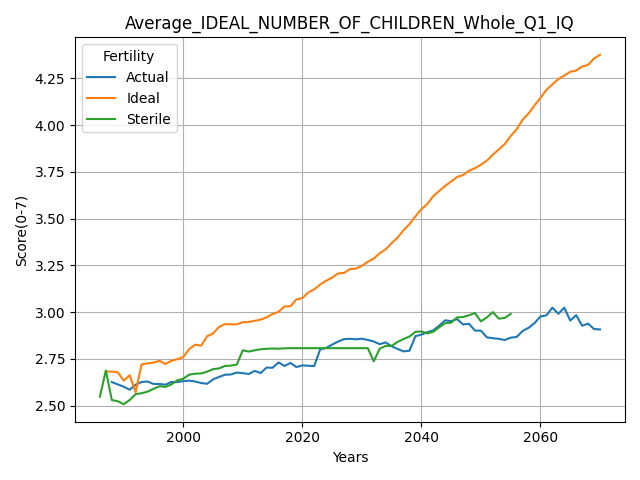 Average_IDEAL_NUMBER_OF_CHILDREN_Whole_Q1_IQ
Fertility
Actual
Ideal
Sterile
Score(0-7)
4.25
4.00
3.75
3.50
3.25
3.00
2.75
2.50
2000
2020
2040
2060
Years